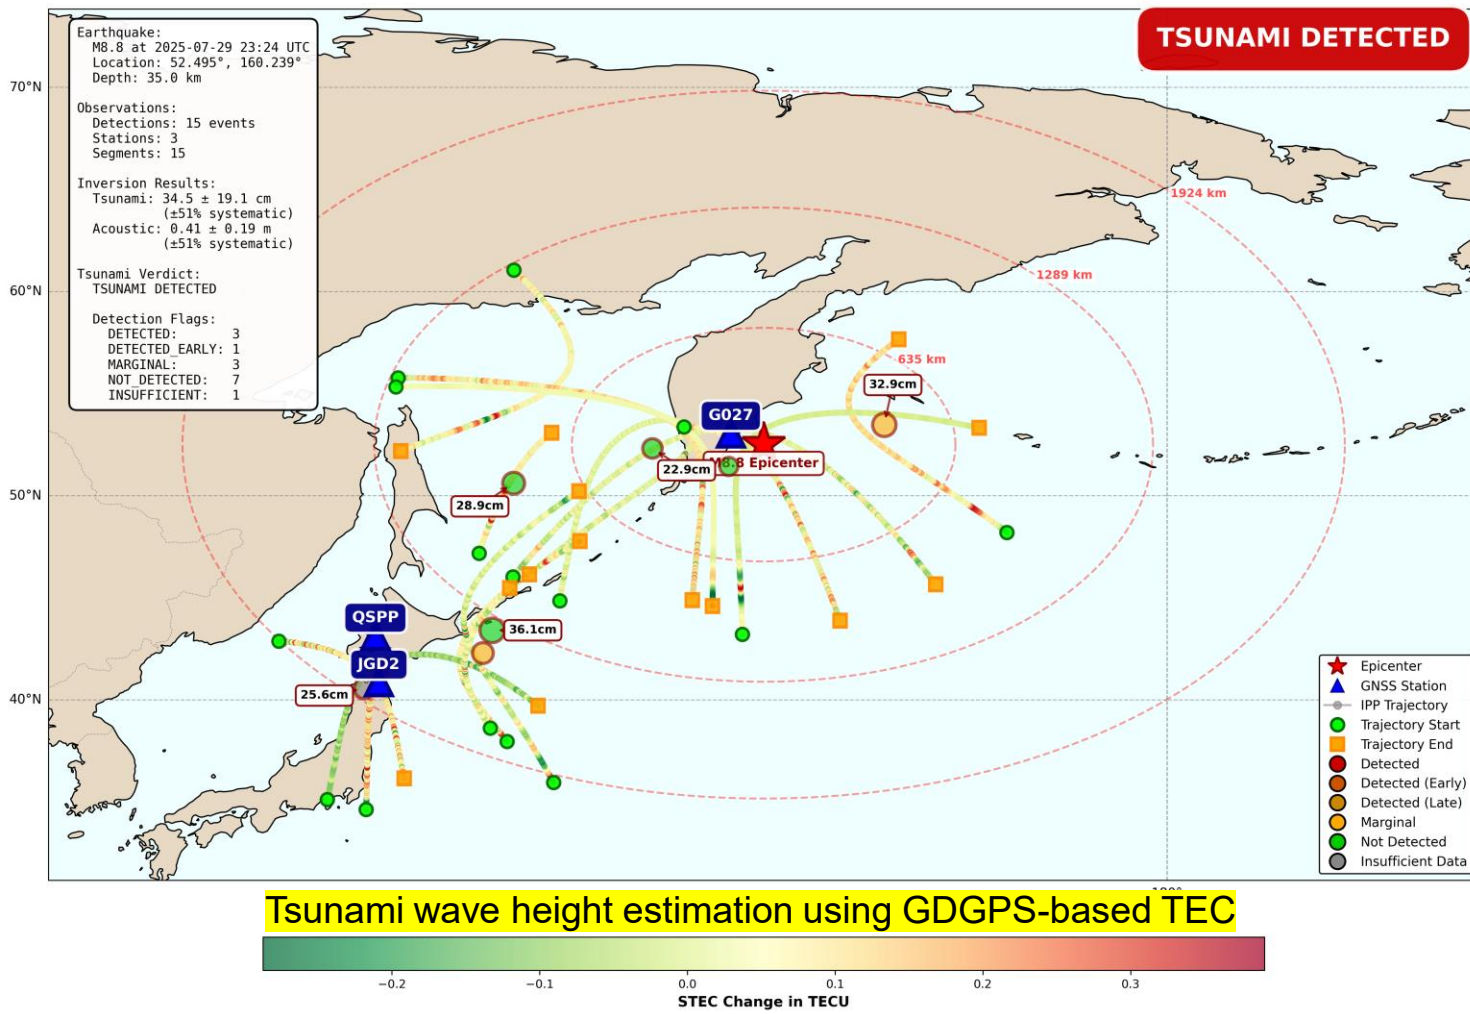 TSUNAMI DETECTED
Earthquake:
M8.8 at 2025-07-29 23:24 UTC
Location: 52.495°, 160.239°
Depth: 35.0 km
Observations:
Detections: 15 events
Stations: 3
Segments: 15
Inversion Results:
Tsunami: 34.5 ± 19.1 cm
(±51% systematic)
Acoustic: 0.41 ± 0.19 m
(±51% systematic)
Tsunami Verdict:
TSUNAMI DETECTED
Detection Flags:
DETECTED: 3
DETECTED_EARLY: 1
MARGINAL: 3
NOT_DETECTED: 7
INSUFFICIENT: 1
70°N
60°N
50°N
40°N
1924 km
1289 km
635 km
32.9cm
G027
M8.8 Epicenter
22.9cm
28.9cm
QSPP
36.1cm
JGD2
25.6cm
Epicenter
GNSS Station
IPP Trajectory
Trajectory Start
Trajectory End
Detected
Detected (Early)
Detected (Late)
Marginal
Not Detected
Insufficient Data
Tsunami wave height estimation using GDGPS-based TEC
−0.2 −0.1 0.0 0.1 0.2 0.3
STEC Change in TECU